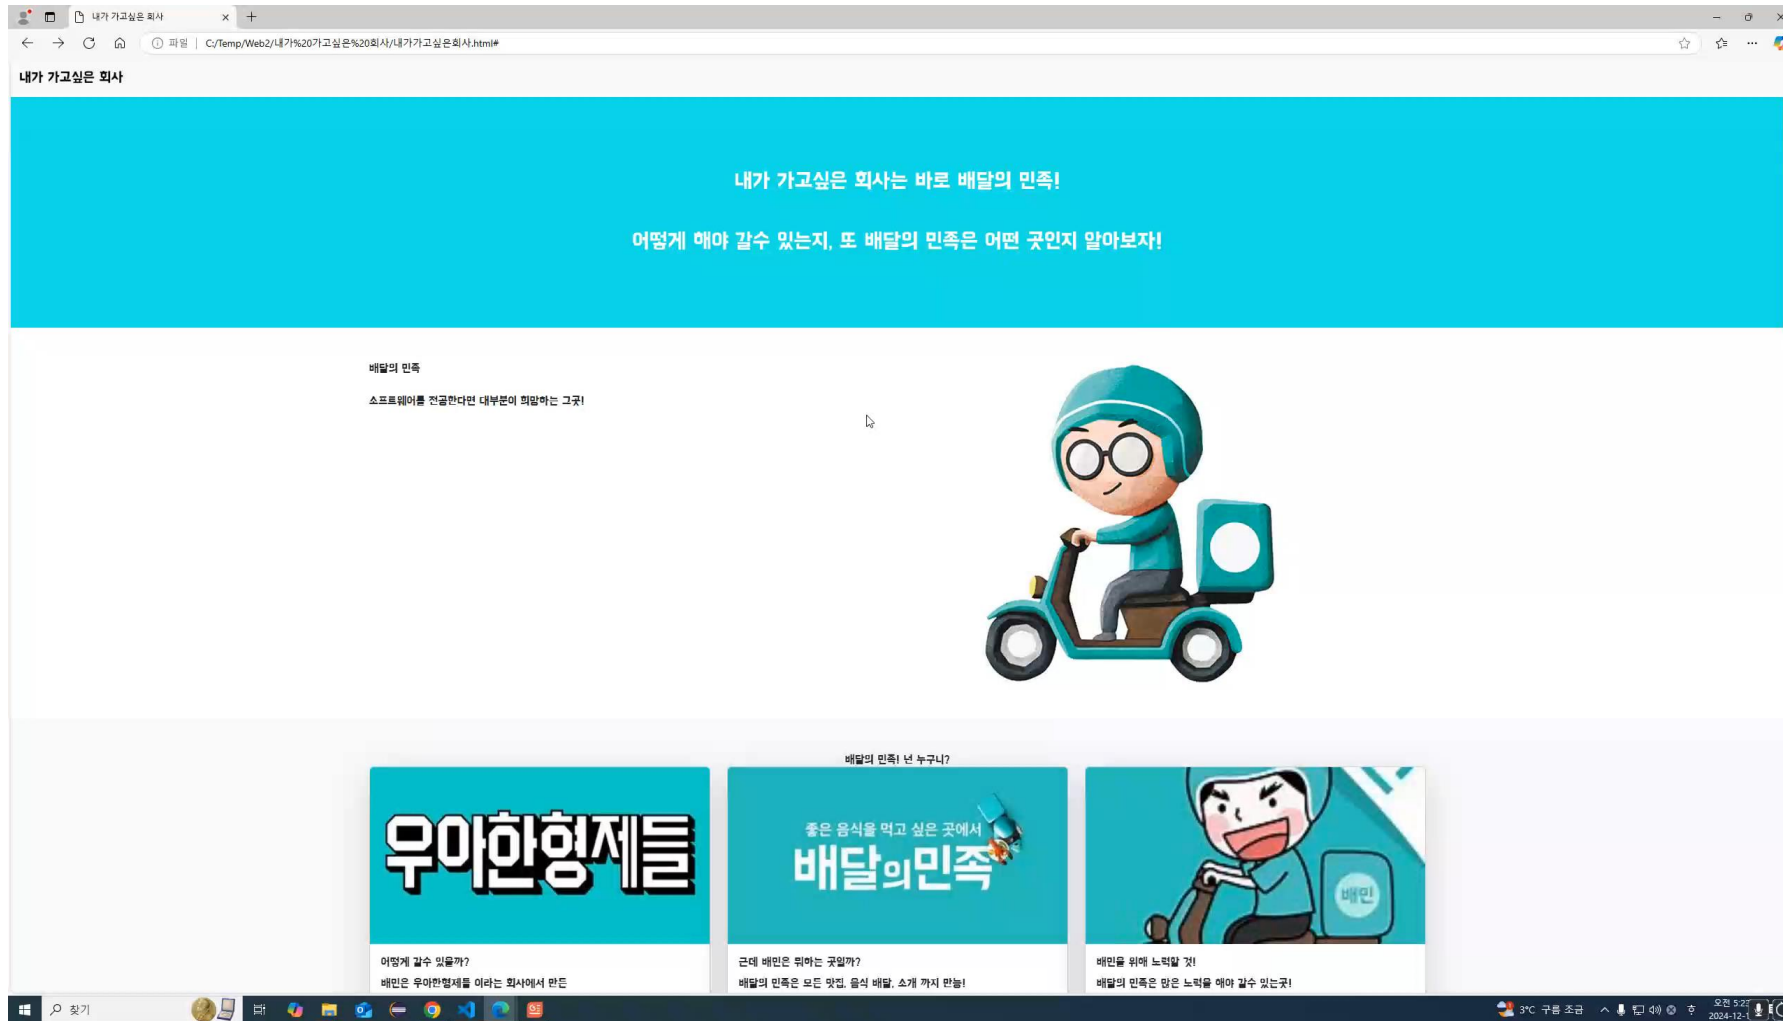 내가 가고싶은 회사
파일 C:/Temp/Web2/내가%20가고싶은%20회사/내가가고싶은회사.html#
내가 가고싶은 회사
내가 가고싶은 회사는 바로 배달의 민족!
어떻게 해야 갈수 있는지, 또 배달의 민족은 어떤 곳인지 알아보자!
배달의 민족
소프트웨어를 전공한다면 대부분이 희망하는 그곳!
배달의 민족! 넌 누구니?
우아한형제들
좋은 음식을 먹고 싶은 곳에서
배달의민족
배민
어떻게 갈수 있을까?
배민은 우아한형제들 이라는 회사에서 만든
근데 배민은 뭐하는 곳일까?
배달의 민족은 모든 맛집, 음식 배달, 소개 까지 만능!
배민을 위해 노력할 것!
배달의 민족은 많은 노력을 해야 갈수 있는곳!
찾기
3°C 구름 조금
오전 5:2
2024-12-1